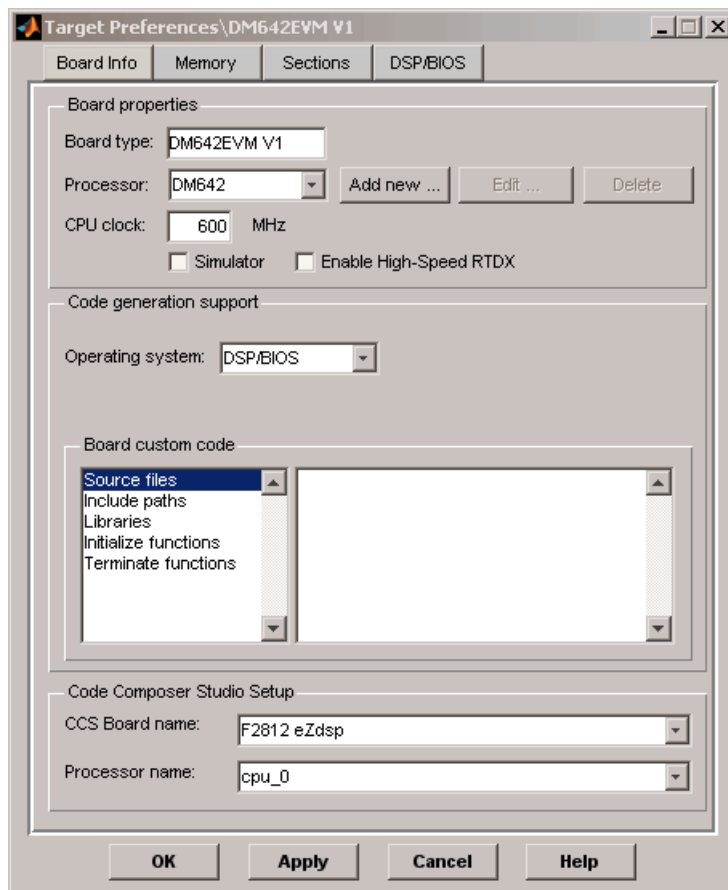 Target Preferences\DM642EVM V1
Board Info Memory Sections DSP/BIOS
Board properties
Board type: DM642EVM V1
Processor: DM642 Add new ... Edit ... Delete
CPU clock: 600 MHz
Simulator Enable High-Speed RTDX
Code generation support
Operating system: DSP/BIOS
Board custom code
Source files
Include paths
Libraries
Initialize functions
Terminate functions
Code Composer Studio Setup
CCS Board name: F2812 eZdsp
Processor name: cpu_0
OK Apply Cancel Help